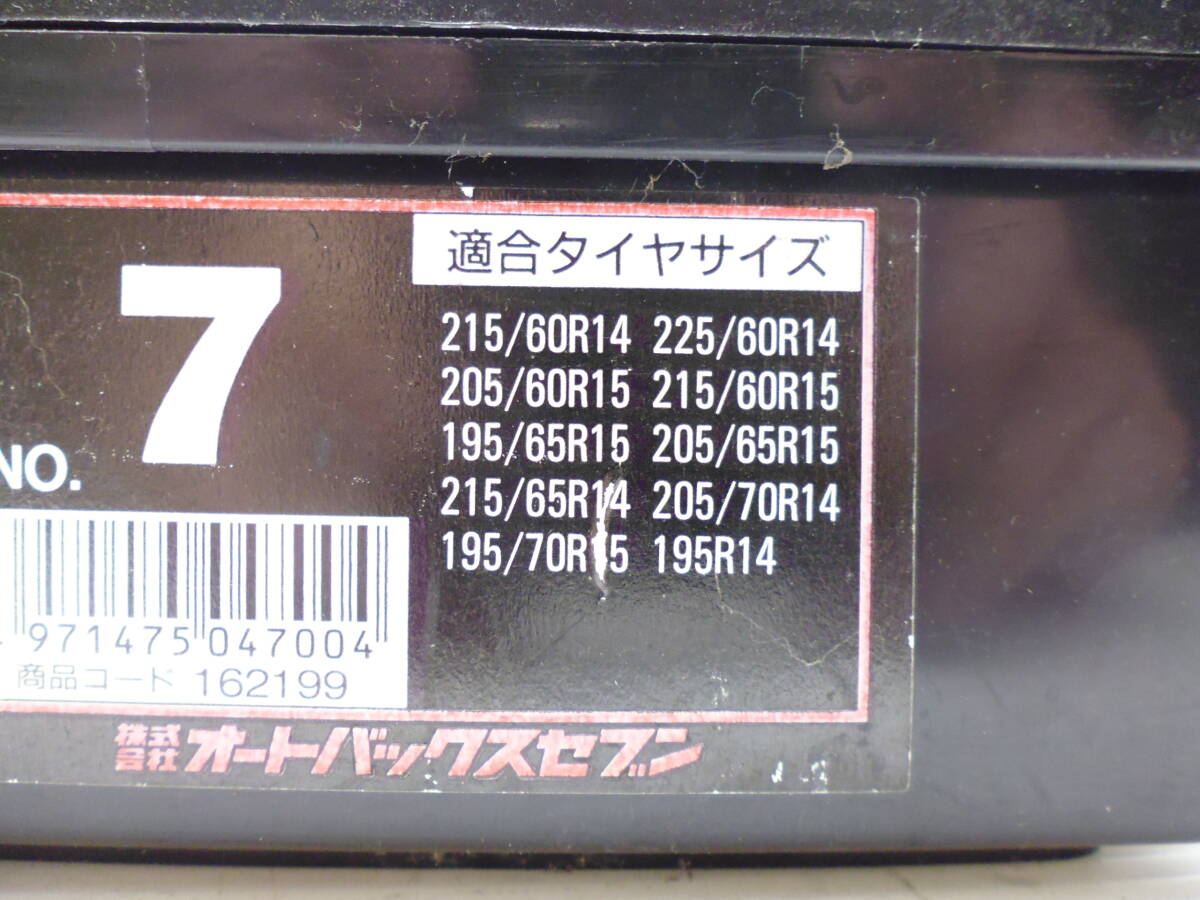 NO. 7
適合タイヤサイズ
215/60R14 225/60R14
205/60R15 215/60R15
195/65R15 205/65R15
215/65R14 205/70R14
195/70R15 195R14
971475 047004
商品コード 162199
株式会社 オートバックスセブン